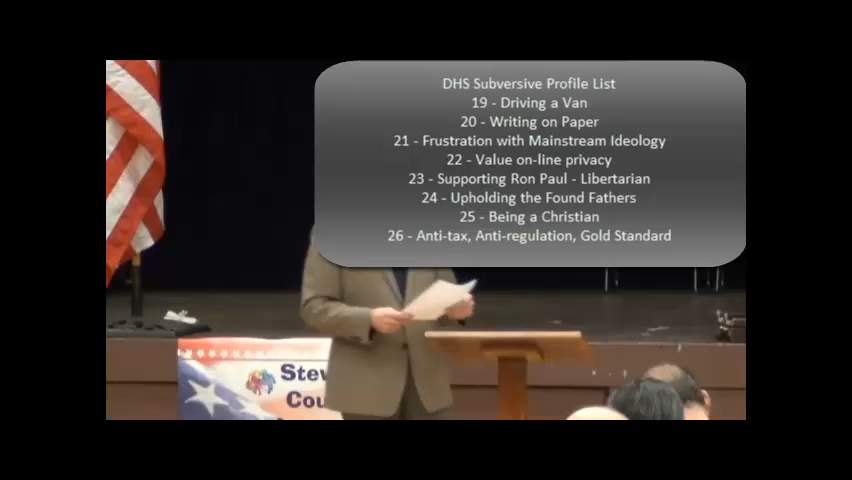 DHS Subversive Profile List
19 - Driving a Van
20 - Writing on Paper
21 - Frustration with Mainstream Ideology
22 - Value on-line privacy
23 - Supporting Ron Paul - Libertarian
24 - Upholding the Found Fathers
25 - Being a Christian
26 - Anti-tax, Anti-regulation, Gold Standard